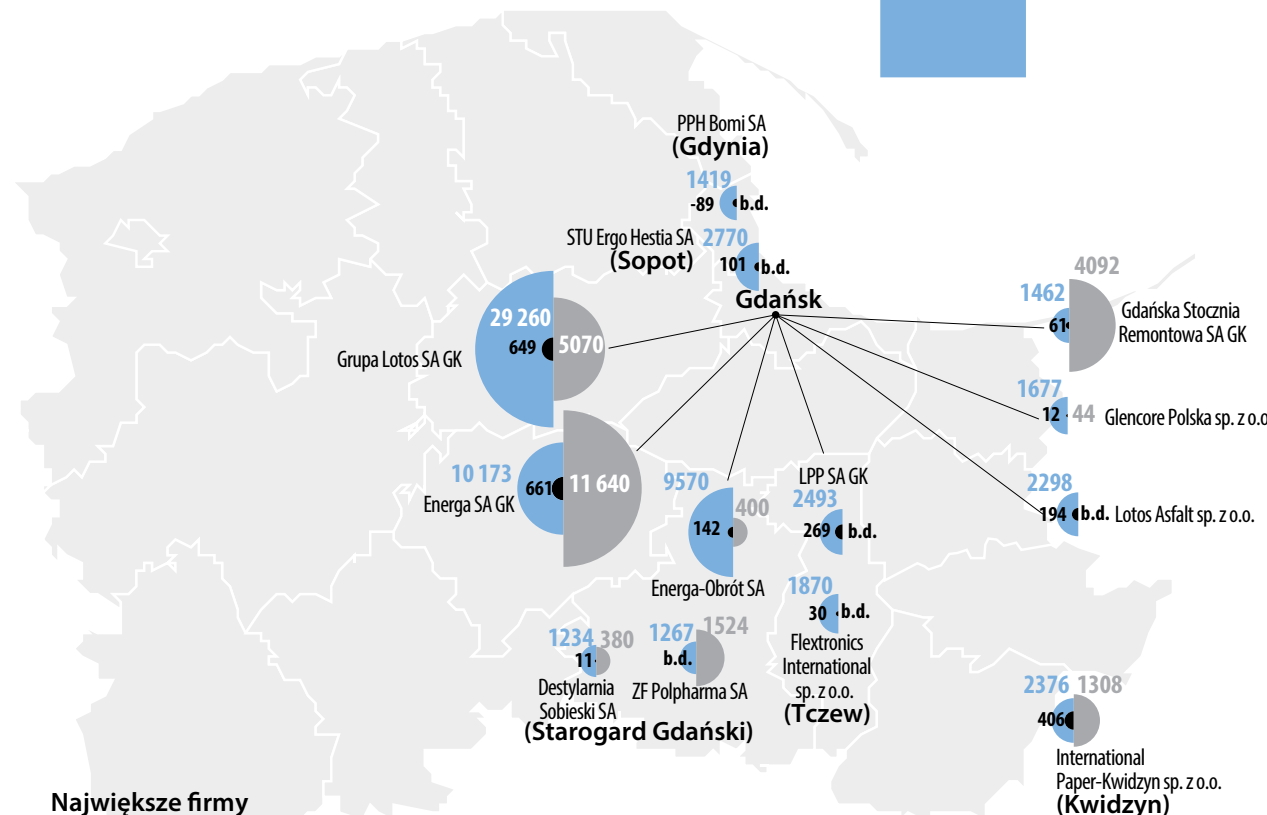 PPH Bomi SA
(Gdynia)
1419
-89 b.d.
STU Ergo Hestia SA 2770
(Sopot) 101 b.d.
Gdańsk
4092
1462
61
Gdańska Stocznia
Remontowa SA GK
29 260
649 5070
Grupa Lotos SA GK
1677
12 44 Glencore Polska sp. z o.o
10 173
661 11 640
Energa SA GK
9570
400
142
Energa-Obrót SA
LPP SA GK
2493
269 b.d.
2298
194 b.d. Lotos Asfalt sp. z o.o.
1870
30 b.d.
Flextronics
International
sp. z o.o.
(Tczew)
1234 380
11
Destylarnia
Sobieski SA
1267 1524
b.d.
ZF Polpharma SA
(Starogard Gdański)
2376 1308
406
International
Paper-Kwidzyn sp. z o.o.
(Kwidzyn)
Największe firmy